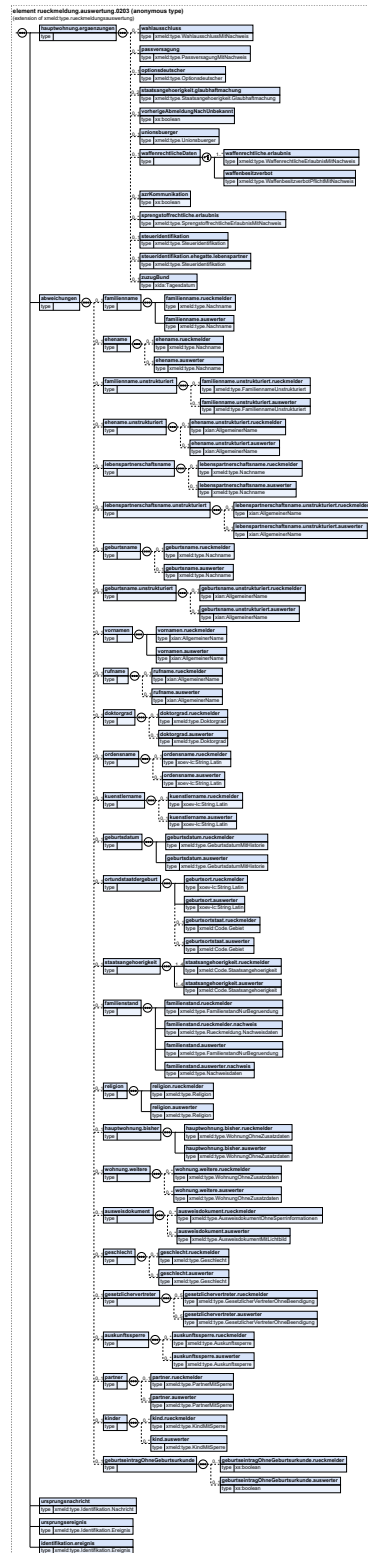 element rueckmeldung.auswertung.0203 (anonymous type)
(extension of xmeld:type.rueckmeldungsauswertung)
hauptwohnung.ergaenzungen
type
wahlausschluss
type xmeld:type.WahlausschlussMitNachweis
passversagung
type xmeld:type.PassversagungMitNachweis
optionsdeutscher
type xmeld:type.Optionsdeutscher
staatsangehoerigkeit.glaubhaftmachung
type xmeld:type.Staatsangehoerigkeit.Glaubhaftmachung
vorherigeAbmeldungNachUnbekannt
type xs:boolean
unionsbuerger
type xmeld:type.Unionsbuerger
waffenrechtlicheDaten
type
waffenrechtliche.erlaubnis
type xmeld:type.WaffenrechtlicheErlaubnisMitNachweis
waffenbesitzverbot
type xmeld:type.WaffenbesitzverbotPflichtMitNachweis
azrKommunikation
type xs:boolean
sprengstoffrechtliche.erlaubnis
type xmeld:type.SprengstoffrechtlicheErlaubnisMitNachweis
steueridentifikation
type xmeld:type.Steueridentifikation
steueridentifikation.ehegatte.lebenspartner
type xmeld:type.Steueridentifikation
zuzugBund
type xida:Tagesdatum
abweichungen
type
familienname
type
familienname.rueckmelder
type xmeld:type.Nachname
familienname.auswerter
type xmeld:type.Nachname
ehename
type
ehename.rueckmelder
type xmeld:type.Nachname
ehename.auswerter
type xmeld:type.Nachname
familienname.unstrukturiert
type
familienname.unstrukturiert.rueckmelder
type xmeld:type.FamiliennameUnstrukturiert
familienname.unstrukturiert.auswerter
type xmeld:type.FamiliennameUnstrukturiert
ehename.unstrukturiert
type
ehename.unstrukturiert.rueckmelder
type xian:AllgemeinerName
ehename.unstrukturiert.auswerter
type xian:AllgemeinerName
lebenspartnerschaftsname
type
lebenspartnerschaftsname.rueckmelder
type xmeld:type.Nachname
lebenspartnerschaftsname.auswerter
type xmeld:type.Nachname
lebenspartnerschaftsname.unstrukturiert
type
lebenspartnerschaftsname.unstrukturiert.rueckmelder
type xian:AllgemeinerName
lebenspartnerschaftsname.unstrukturiert.auswerter
type xian:AllgemeinerName
geburtsname
type
geburtsname.rueckmelder
type xmeld:type.Nachname
geburtsname.auswerter
type xmeld:type.Nachname
geburtsname.unstrukturiert
type
geburtsname.unstrukturiert.rueckmelder
type xian:AllgemeinerName
geburtsname.unstrukturiert.auswerter
type xian:AllgemeinerName
vornamen
type
vornamen.rueckmelder
type xian:AllgemeinerName
vornamen.auswerter
type xian:AllgemeinerName
rufname
type
rufname.rueckmelder
type xian:AllgemeinerName
rufname.auswerter
type xian:AllgemeinerName
doktorgrad
type
doktorgrad.rueckmelder
type xmeld:type.Doktorgrad
doktorgrad.auswerter
type xmeld:type.Doktorgrad
ordensname
type
ordensname.rueckmelder
type xoev-lc:String.Latin
ordensname.auswerter
type xoev-lc:String.Latin
kuenstlername
type
kuenstlername.rueckmelder
type xoev-lc:String.Latin
kuenstlername.auswerter
type xoev-lc:String.Latin
geburtsdatum
type
geburtsdatum.rueckmelder
type xmeld:type.GeburtsdatumMitHistorie
geburtsdatum.auswerter
type xmeld:type.GeburtsdatumMitHistorie
ortundstaatdergeburt
type
geburtsort.rueckmelder
type xoev-lc:String.Latin
geburtsort.auswerter
type xoev-lc:String.Latin
geburtsortstaat.rueckmelder
type xmeld:Code.Gebiet
geburtsortstaat.auswerter
type xmeld:Code.Gebiet
staatsangehoerigkeit
type
staatsangehoerigkeit.rueckmelder
type xmeld:Code.Staatsangehoerigkeit
staatsangehoerigkeit.auswerter
type xmeld:Code.Staatsangehoerigkeit
familienstand
type
familienstand.rueckmelder
type xmeld:type.FamilienstandNurBegruendung
familienstand.rueckmelder.nachweis
type xmeld:type.Rueckmeldung.Nachweisdaten
familienstand.auswerter
type xmeld:type.FamilienstandNurBegruendung
familienstand.auswerter.nachweis
type xmeld:type.Nachweisdaten
religion
type
religion.rueckmelder
type xmeld:type.Religion
religion.auswerter
type xmeld:type.Religion
hauptwohnung.bisher
type
hauptwohnung.bisher.rueckmelder
type xmeld:type.WohnungOhneZusatzdaten
hauptwohnung.bisher.auswerter
type xmeld:type.WohnungOhneZusatzdaten
wohnung.weitere
type
wohnung.weitere.rueckmelder
type xmeld:type.WohnungOhneZusatzdaten
wohnung.weitere.auswerter
type xmeld:type.WohnungOhneZusatzdaten
ausweisdokument
type
ausweisdokument.rueckmelder
type xmeld:type.AusweisdokumentOhneSperrinformationen
ausweisdokument.auswerter
type xmeld:type.AusweisdokumentMitLichtbild
geschlecht
type
geschlecht.rueckmelder
type xmeld:type.Geschlecht
geschlecht.auswerter
type xmeld:type.Geschlecht
gesetzlichervertreter
type
gesetzlichervertreter.rueckmelder
type xmeld:type.GesetzlicherVertreterOhneBeendigung
gesetzlichervertreter.auswerter
type xmeld:type.GesetzlicherVertreterOhneBeendigung
auskunftssperre
type
auskunftssperre.rueckmelder
type xmeld:type.Auskunftssperre
auskunftssperre.auswerter
type xmeld:type.Auskunftssperre
partner
type
partner.rueckmelder
type xmeld:type.PartnerMitSperre
partner.auswerter
type xmeld:type.PartnerMitSperre
kinder
type
kind.rueckmelder
type xmeld:type.KindMitSperre
kind.auswerter
type xmeld:type.KindMitSperre
geburtseintragOhneGeburtsurkunde
type
geburtseintragOhneGeburtsurkunde.rueckmelder
type xs:boolean
geburtseintragOhneGeburtsurkunde.auswerter
type xs:boolean
ursprungsnachricht
type xmeld:type.Identifikation.Nachricht
ursprungsereignis
type xmeld:type.Identifikation.Ereignis
identifikation.ereignis
type xmeld:type.Identifikation.Ereignis